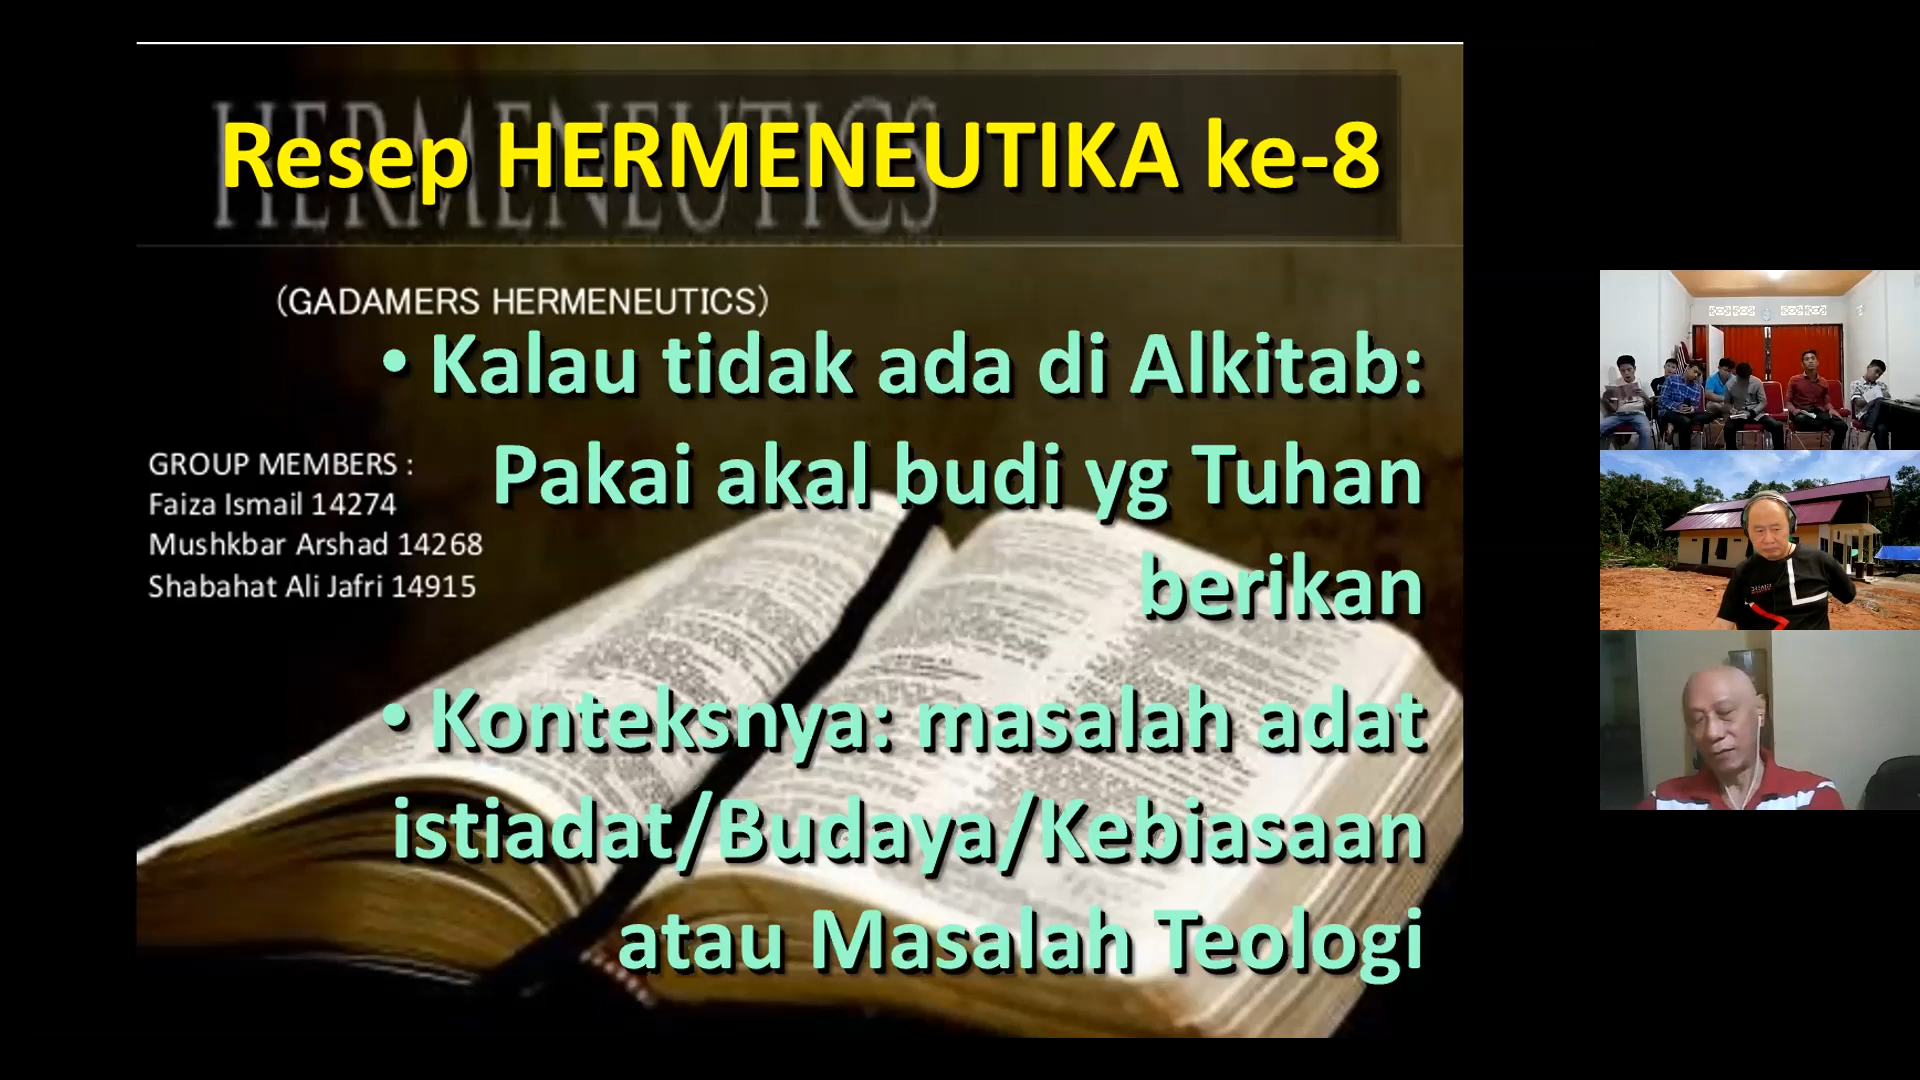 HERMENEUTICS
Resep HERMENEUTIKA ke-8
(GADAMERS HERMENEUTICS)
• Kalau tidak ada di Alkitab:
Pakai akal budi yg Tuhan
berikan
GROUP MEMBERS :
Faiza Ismail 14274
Mushkbar Arshad 14268
Shabahat Ali Jafri 14915
• Konteksnya: masalah adat
istiadat/Budaya/Kebiasaan
atau Masalah Teologi